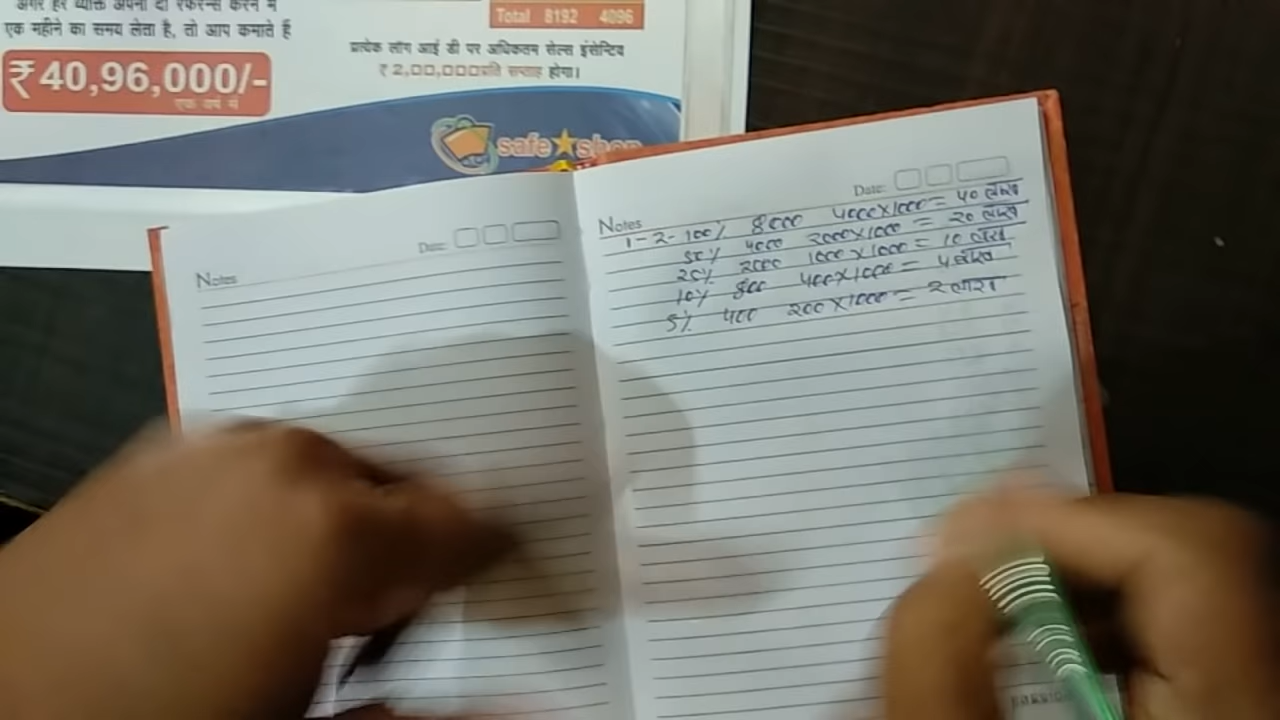 अगर हर व्यक्ति अपना दो रेफरेन्स करने में
एक महीने का समय लेता है, तो आप कमाते हैं
₹40,96,000/-
एक वर्ष में
Total 8192 4096
प्रत्येक लॉग आई डी पर अधिकतम सेल्स इंसेन्टिव
₹2,00,000प्रति सप्ताह होगा।
safe shop
Notes
Date:
Notes
Date:
1-2-100% 8000 4000×1000 = 40 लाख
50% 4000 2000×1000 = 20 लाख
20% 2000 1000×1000 = 10 लाख
10% 800 400×1000 = 4 लाख
5% 400 200×1000 = 2 लाख